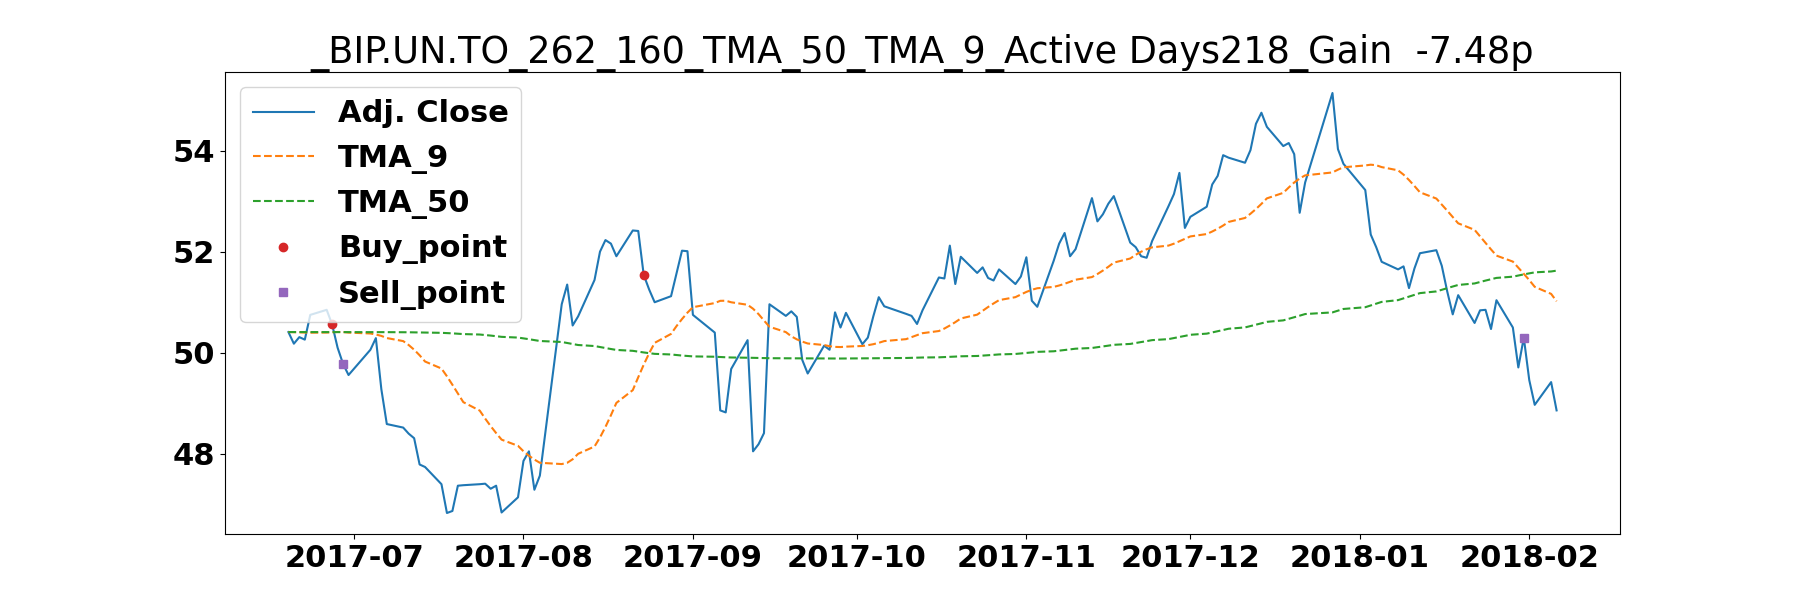 _BIP.UN.TO_262_160_TMA_50_TMA_9_Active Days218_Gain  -7.48p
Adj. Close
TMA_9
TMA_50
Buy_point
Sell_point
54
52
50
48
2017-07 2017-08 2017-09 2017-10 2017-11 2017-12 2018-01 2018-02